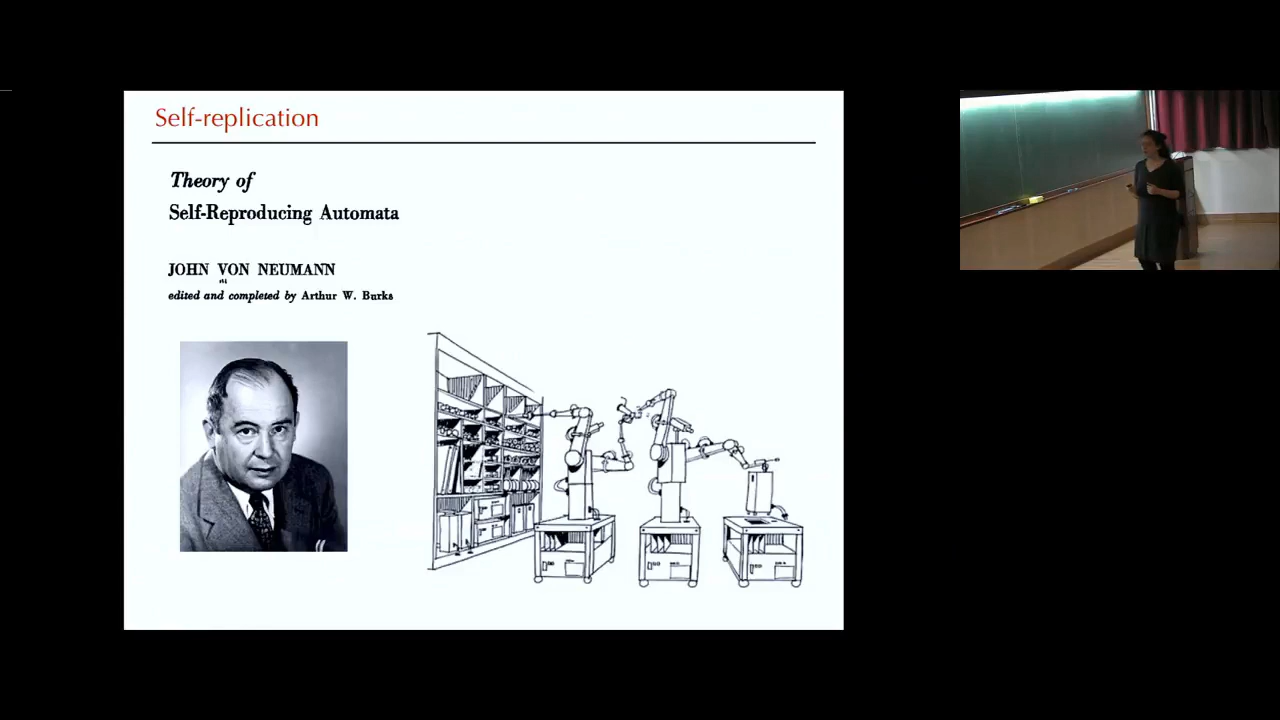 Self-replication
Theory of
Self-Reproducing Automata
JOHN VON NEUMANN
edited and completed by Arthur W. Burks